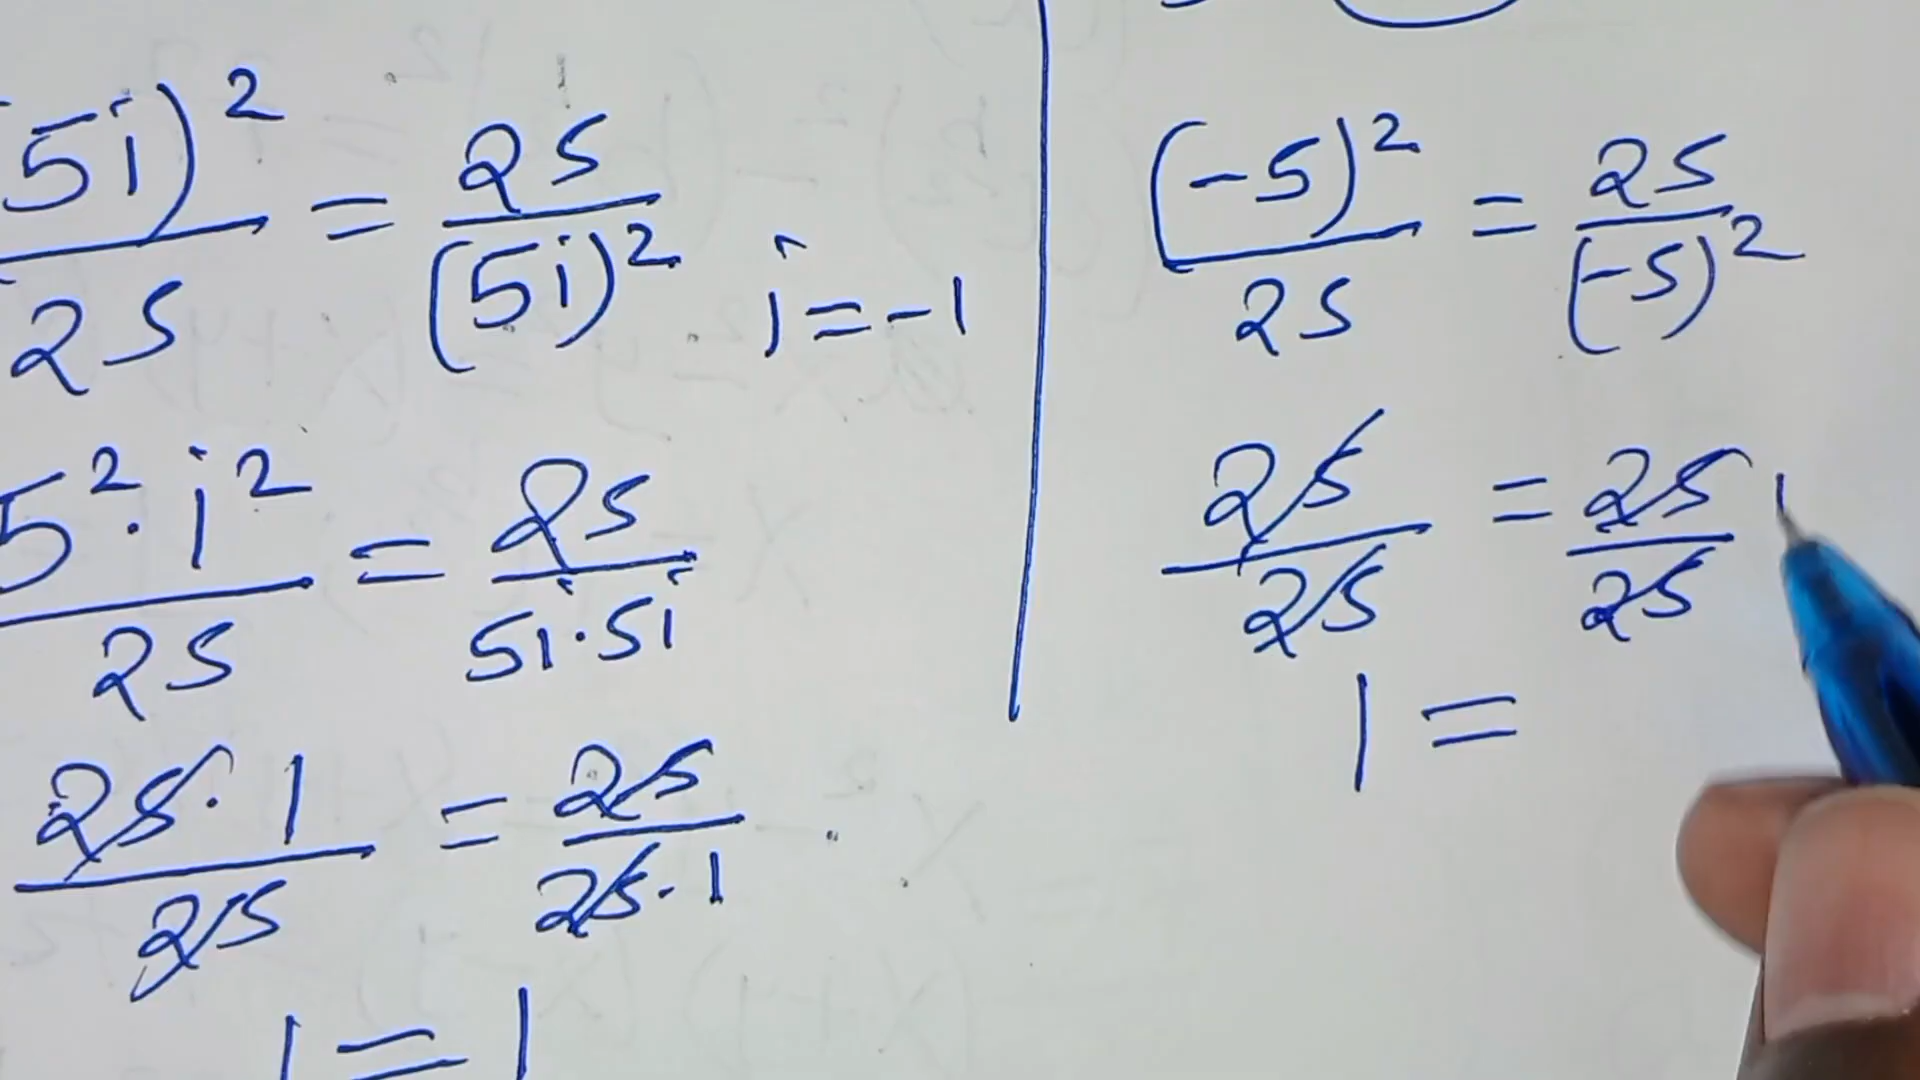 (5i)² / 25 = 25 / (5i)² i = -1
5² · i² / 25 = 25 / 5i · 5i
25 · 1 / 25 = 25 / 25 · 1
1 = 1
(-5)² / 25 = 25 / (-5)²
25 / 25 = 25 / 25 1
1 =